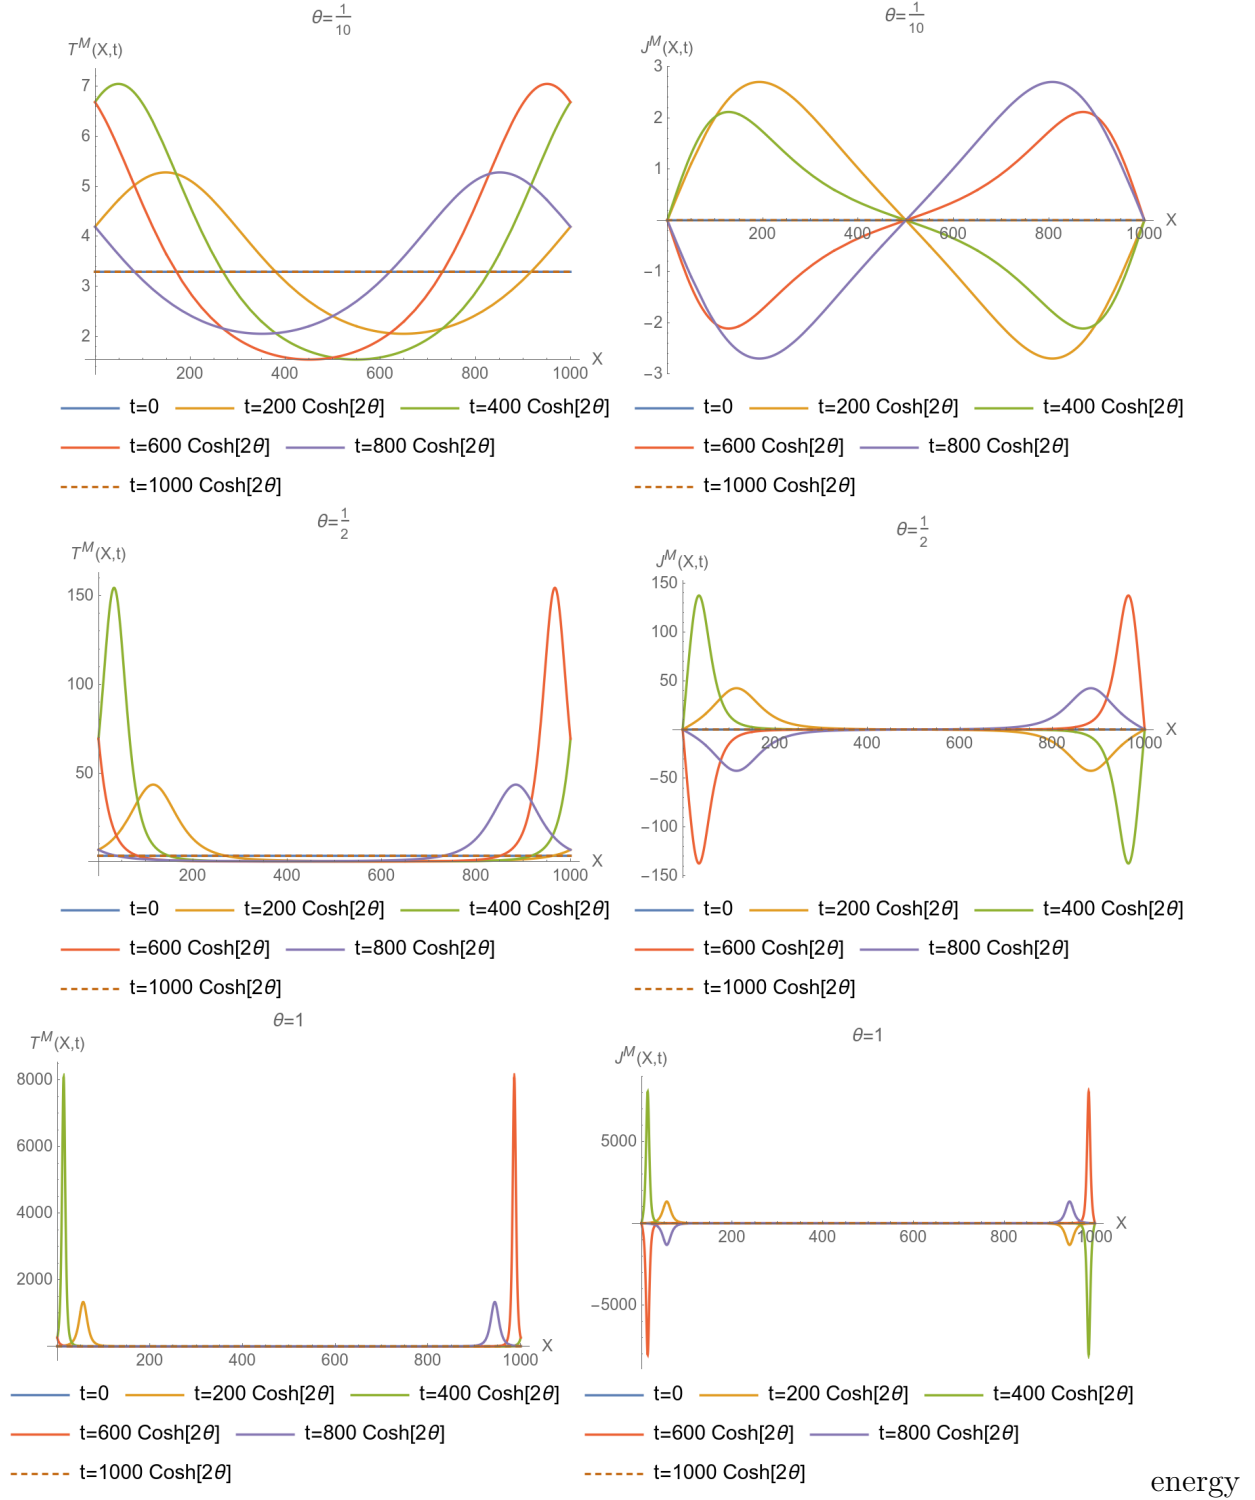 θ=1/10
T^M(X,t)
7
6
5
4
3
2
200 400 600 800 1000 X
t=0 t=200 Cosh[2θ] t=400 Cosh[2θ]
t=600 Cosh[2θ] t=800 Cosh[2θ]
t=1000 Cosh[2θ]
θ=1/10
J^M(X,t)
3
2
1
−1
−2
−3
200 400 600 800 1000 X
t=0 t=200 Cosh[2θ] t=400 Cosh[2θ]
t=600 Cosh[2θ] t=800 Cosh[2θ]
t=1000 Cosh[2θ]
θ=1/2
T^M(X,t)
150
100
50
200 400 600 800 1000 X
t=0 t=200 Cosh[2θ] t=400 Cosh[2θ]
t=600 Cosh[2θ] t=800 Cosh[2θ]
t=1000 Cosh[2θ]
θ=1/2
J^M(X,t)
150
100
50
−50
−100
−150
200 400 600 800 1000 X
t=0 t=200 Cosh[2θ] t=400 Cosh[2θ]
t=600 Cosh[2θ] t=800 Cosh[2θ]
t=1000 Cosh[2θ]
θ=1
T^M(X,t)
8000
6000
4000
2000
200 400 600 800 1000 X
t=0 t=200 Cosh[2θ] t=400 Cosh[2θ]
t=600 Cosh[2θ] t=800 Cosh[2θ]
t=1000 Cosh[2θ]
θ=1
J^M(X,t)
5000
−5000
200 400 600 800 1000 X
t=0 t=200 Cosh[2θ] t=400 Cosh[2θ]
t=600 Cosh[2θ] t=800 Cosh[2θ]
t=1000 Cosh[2θ]
energy